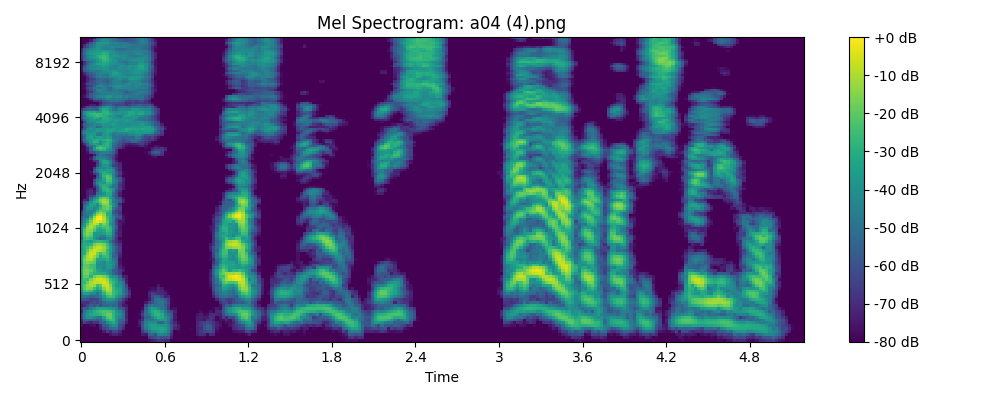 Mel Spectrogram: a04 (4).png
8192
4096
2048
1024
512
0
Hz
0 0.6 1.2 1.8 2.4 3 3.6 4.2 4.8
Time
+0 dB
-10 dB
-20 dB
-30 dB
-40 dB
-50 dB
-60 dB
-70 dB
-80 dB